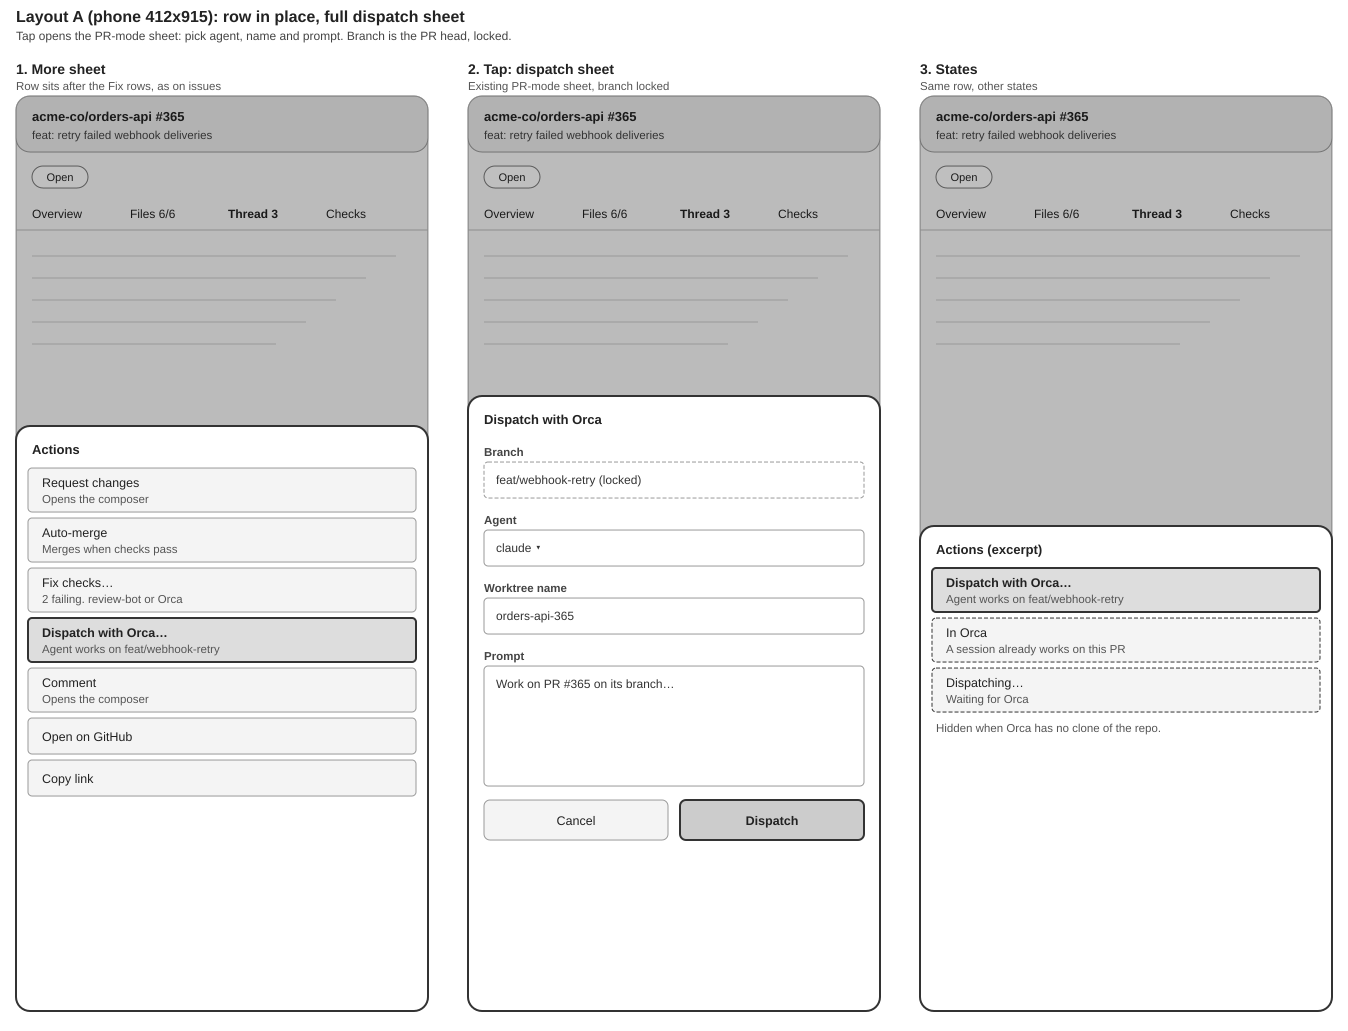 Layout A (phone 412x915): row in place, full dispatch sheet
Tap opens the PR-mode sheet: pick agent, name and prompt. Branch is the PR head, locked.
1. More sheet
Row sits after the Fix rows, as on issues
acme-co/orders-api #365
feat: retry failed webhook deliveries
Open
Overview Files 6/6 Thread 3 Checks
Actions
Request changes
Opens the composer
Auto-merge
Merges when checks pass
Fix checks…
2 failing. review-bot or Orca
Dispatch with Orca…
Agent works on feat/webhook-retry
Comment
Opens the composer
Open on GitHub
Copy link
2. Tap: dispatch sheet
Existing PR-mode sheet, branch locked
acme-co/orders-api #365
feat: retry failed webhook deliveries
Open
Overview Files 6/6 Thread 3 Checks
Dispatch with Orca
Branch
feat/webhook-retry (locked)
Agent
claude ▾
Worktree name
orders-api-365
Prompt
Work on PR #365 on its branch…
Cancel Dispatch
3. States
Same row, other states
acme-co/orders-api #365
feat: retry failed webhook deliveries
Open
Overview Files 6/6 Thread 3 Checks
Actions (excerpt)
Dispatch with Orca…
Agent works on feat/webhook-retry
In Orca
A session already works on this PR
Dispatching…
Waiting for Orca
Hidden when Orca has no clone of the repo.